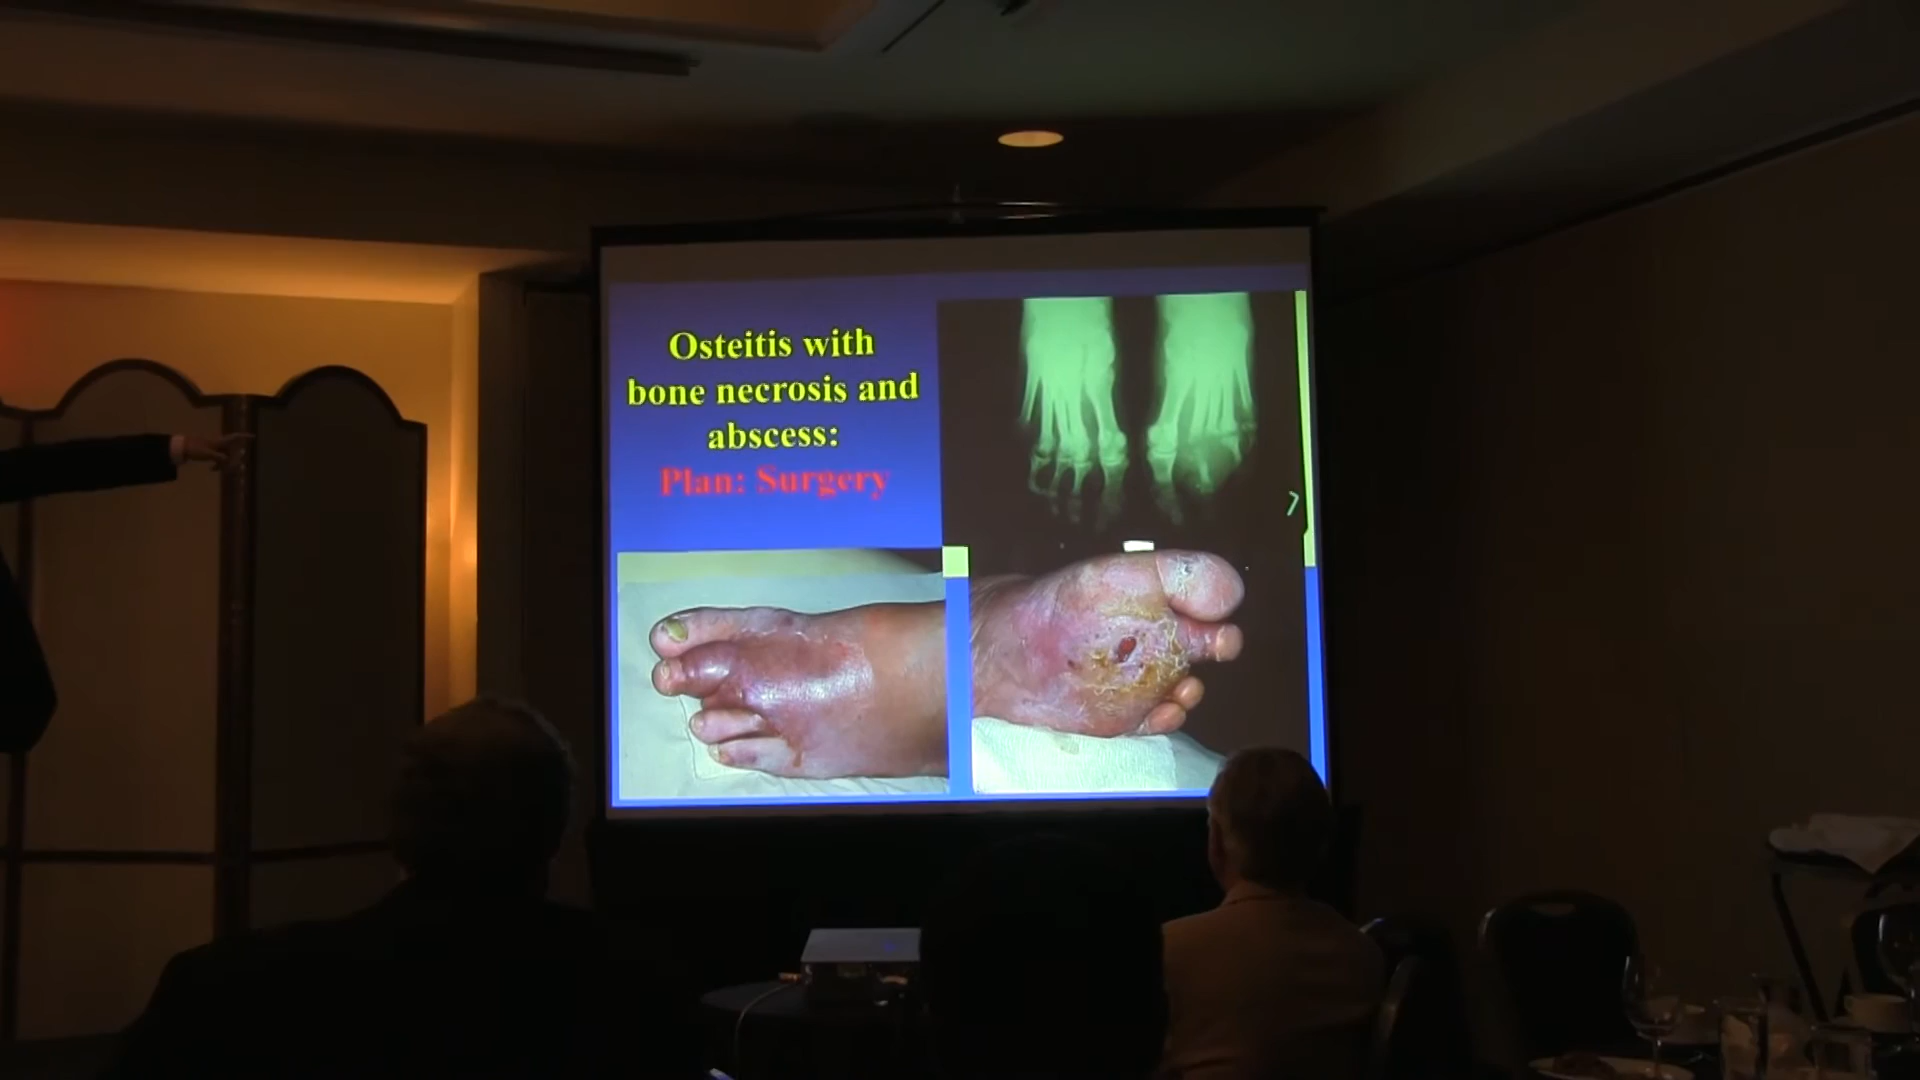 Osteitis with
bone necrosis and
abscess:
Plan: Surgery